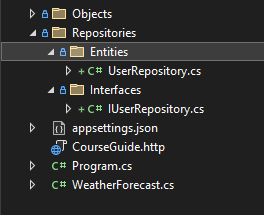 Objects
Repositories
Entities
+ C# UserRepository.cs
Interfaces
+ C# IUserRepository.cs
appsettings.json
CourseGuide.http
C# Program.cs
C# WeatherForecast.cs